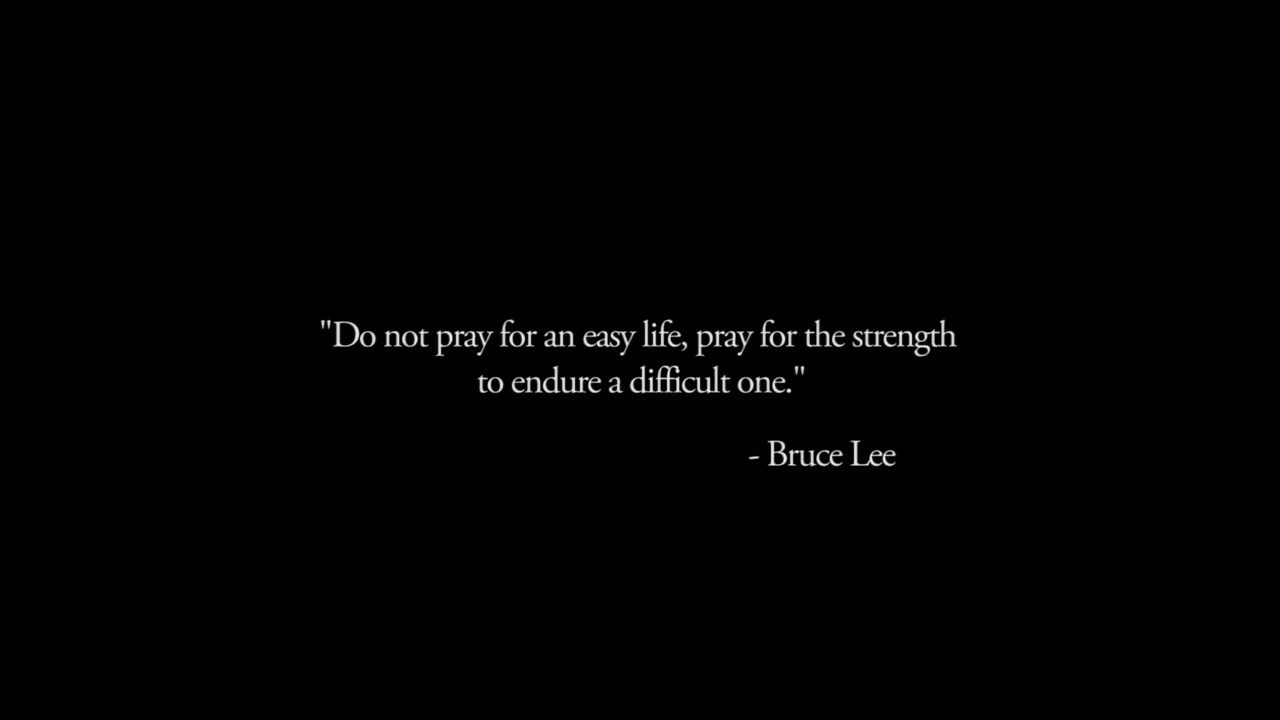 "Do not pray for an easy life, pray for the strength
to endure a difficult one."
- Bruce Lee